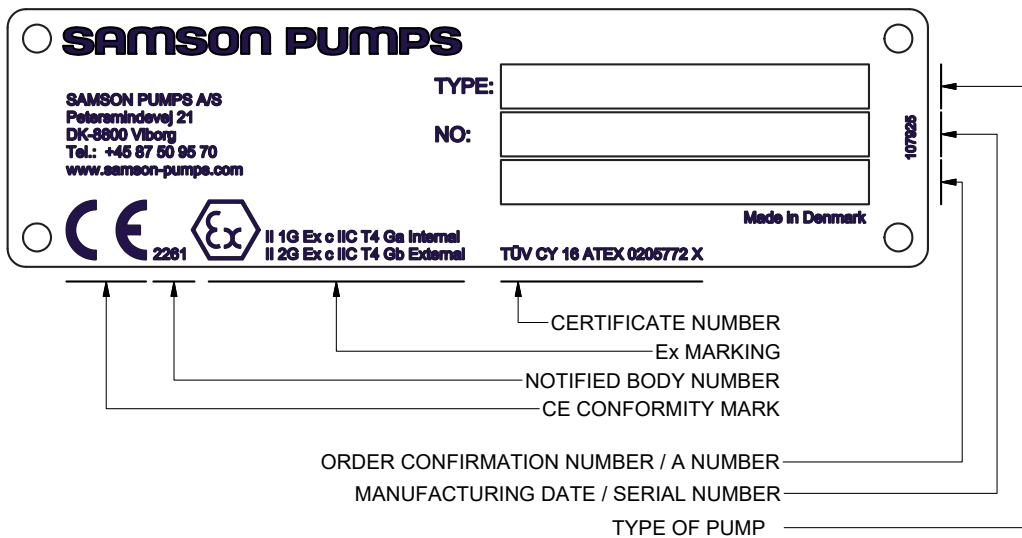 SAMSON PUMPS
SAMSON PUMPS A/S
Petersmindevej 21
DK-8800 Viborg
Tel.: +45 87 50 95 70
www.samson-pumps.com
TYPE:
NO:
107925
Made in Denmark
CE
2261
Ex
II 1G Ex c IIC T4 Ga Internal
II 2G Ex c IIC T4 Gb External
TÜV CY 16 ATEX 0205772 X
CERTIFICATE NUMBER
Ex MARKING
NOTIFIED BODY NUMBER
CE CONFORMITY MARK
ORDER CONFIRMATION NUMBER / A NUMBER
MANUFACTURING DATE / SERIAL NUMBER
TYPE OF PUMP